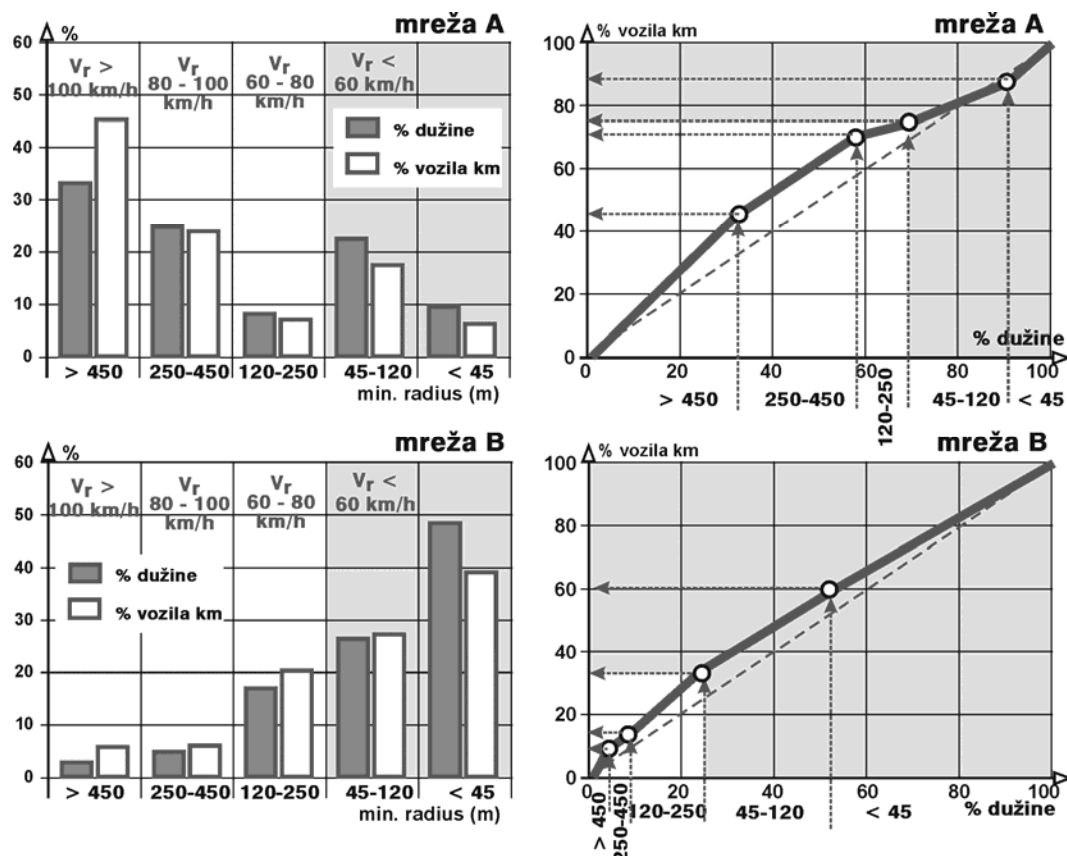 mreža A
%
60
50
40
30
20
10
0
Vr >
100 km/h
Vr
80 - 100
km/h
Vr
60 - 80
km/h
Vr <
60 km/h
% dužine
% vozila km
> 450
250-450
120-250
45-120
< 45
min. radius (m)
mreža A
% vozila km
100
80
60
40
20
0
% dužine
0
20
40
60
80
100
> 450
250-450
120-250
45-120
< 45
mreža B
%
60
50
40
30
20
10
0
Vr >
100 km/h
Vr
80 - 100
km/h
Vr
60 - 80
km/h
Vr <
60 km/h
% dužine
% vozila km
> 450
250-450
120-250
45-120
< 45
min. radius (m)
mreža B
% vozila km
100
80
60
40
20
0
0
20
40
60
80
100
> 450
250-450
120-250
45-120
< 45
% dužine